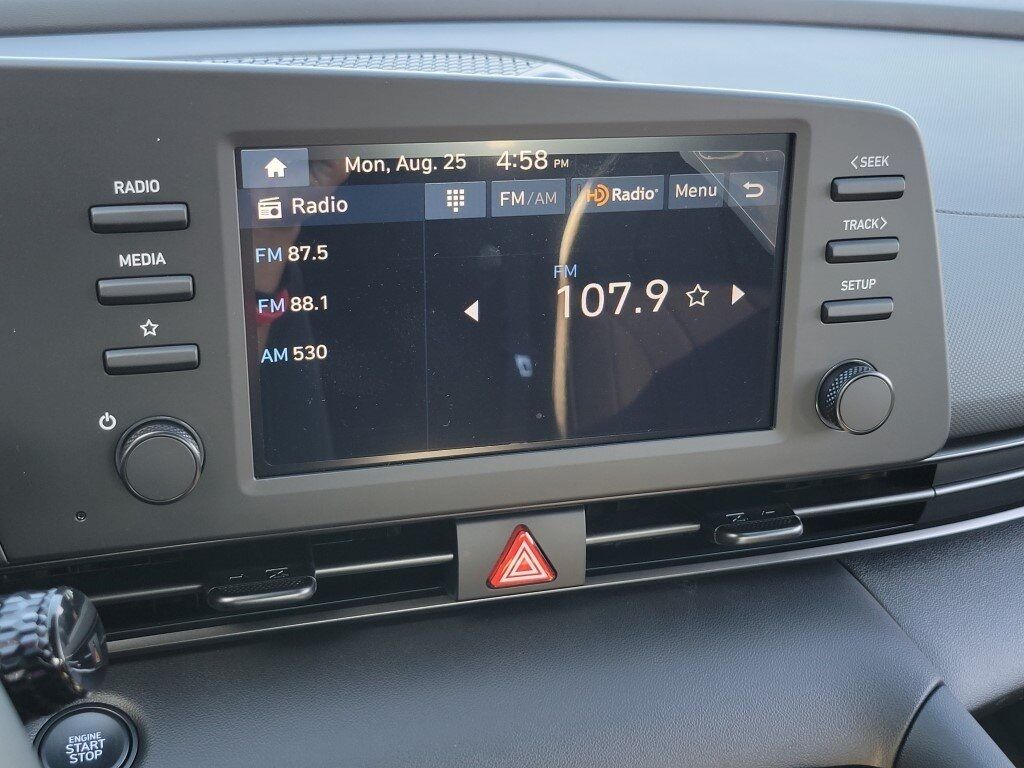 Mon, Aug. 25 4:58 PM
Radio FM/AM HD Radio Menu
FM 87.5
FM 88.1
AM 530
FM
107.9
RADIO
MEDIA
<SEEK
TRACK>
SETUP
ENGINE
START
STOP